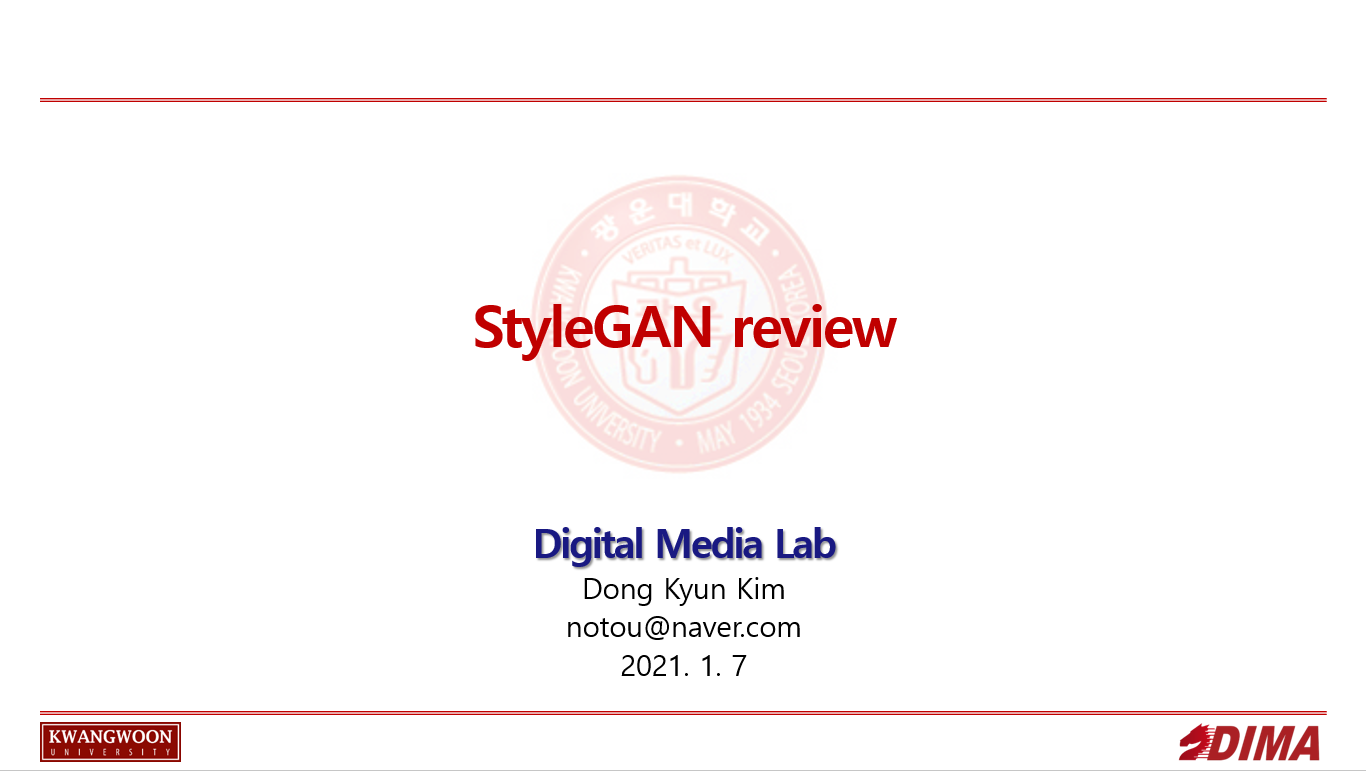 광운대학교
VERITAS et LUX
KWANGWOON UNIVERSITY • MAY 1934 SEOUL KOREA
StyleGAN review
Digital Media Lab
Dong Kyun Kim
notou@naver.com
2021. 1. 7
KWANGWOON
UNIVERSITY
DIMA